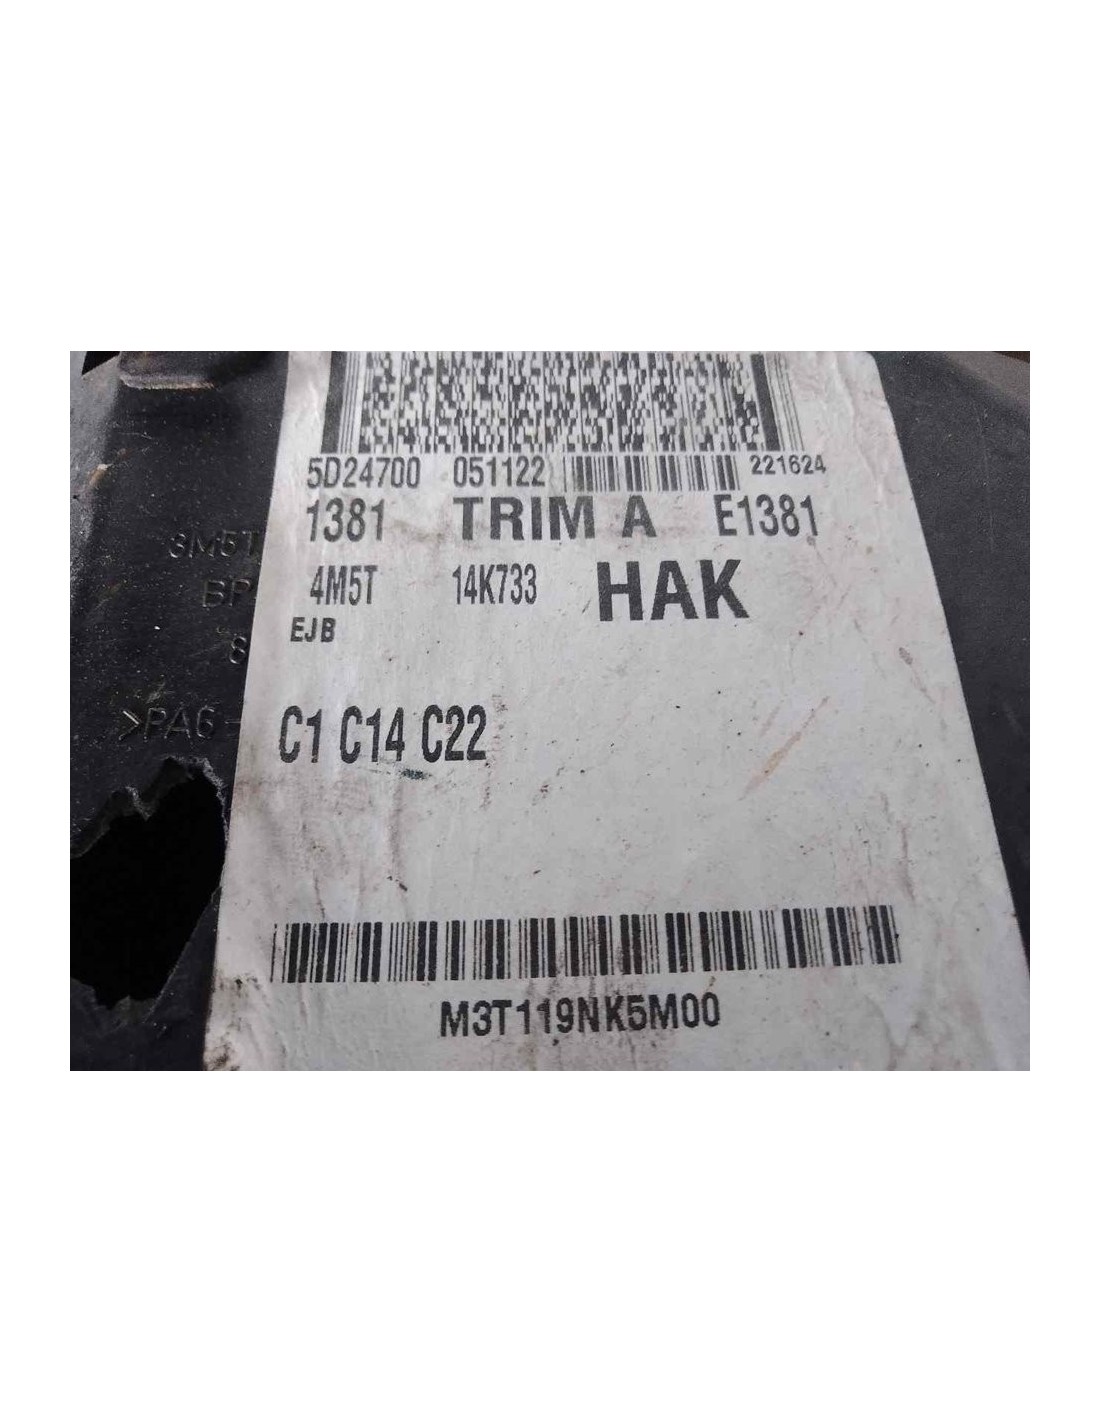 5D24700 051122 221624
1381 TRIM A E1381
3M5T
BP
4M5T 14K733 HAK
EJB
8
>PA6-
C1 C14 C22
M3T119NK5M00